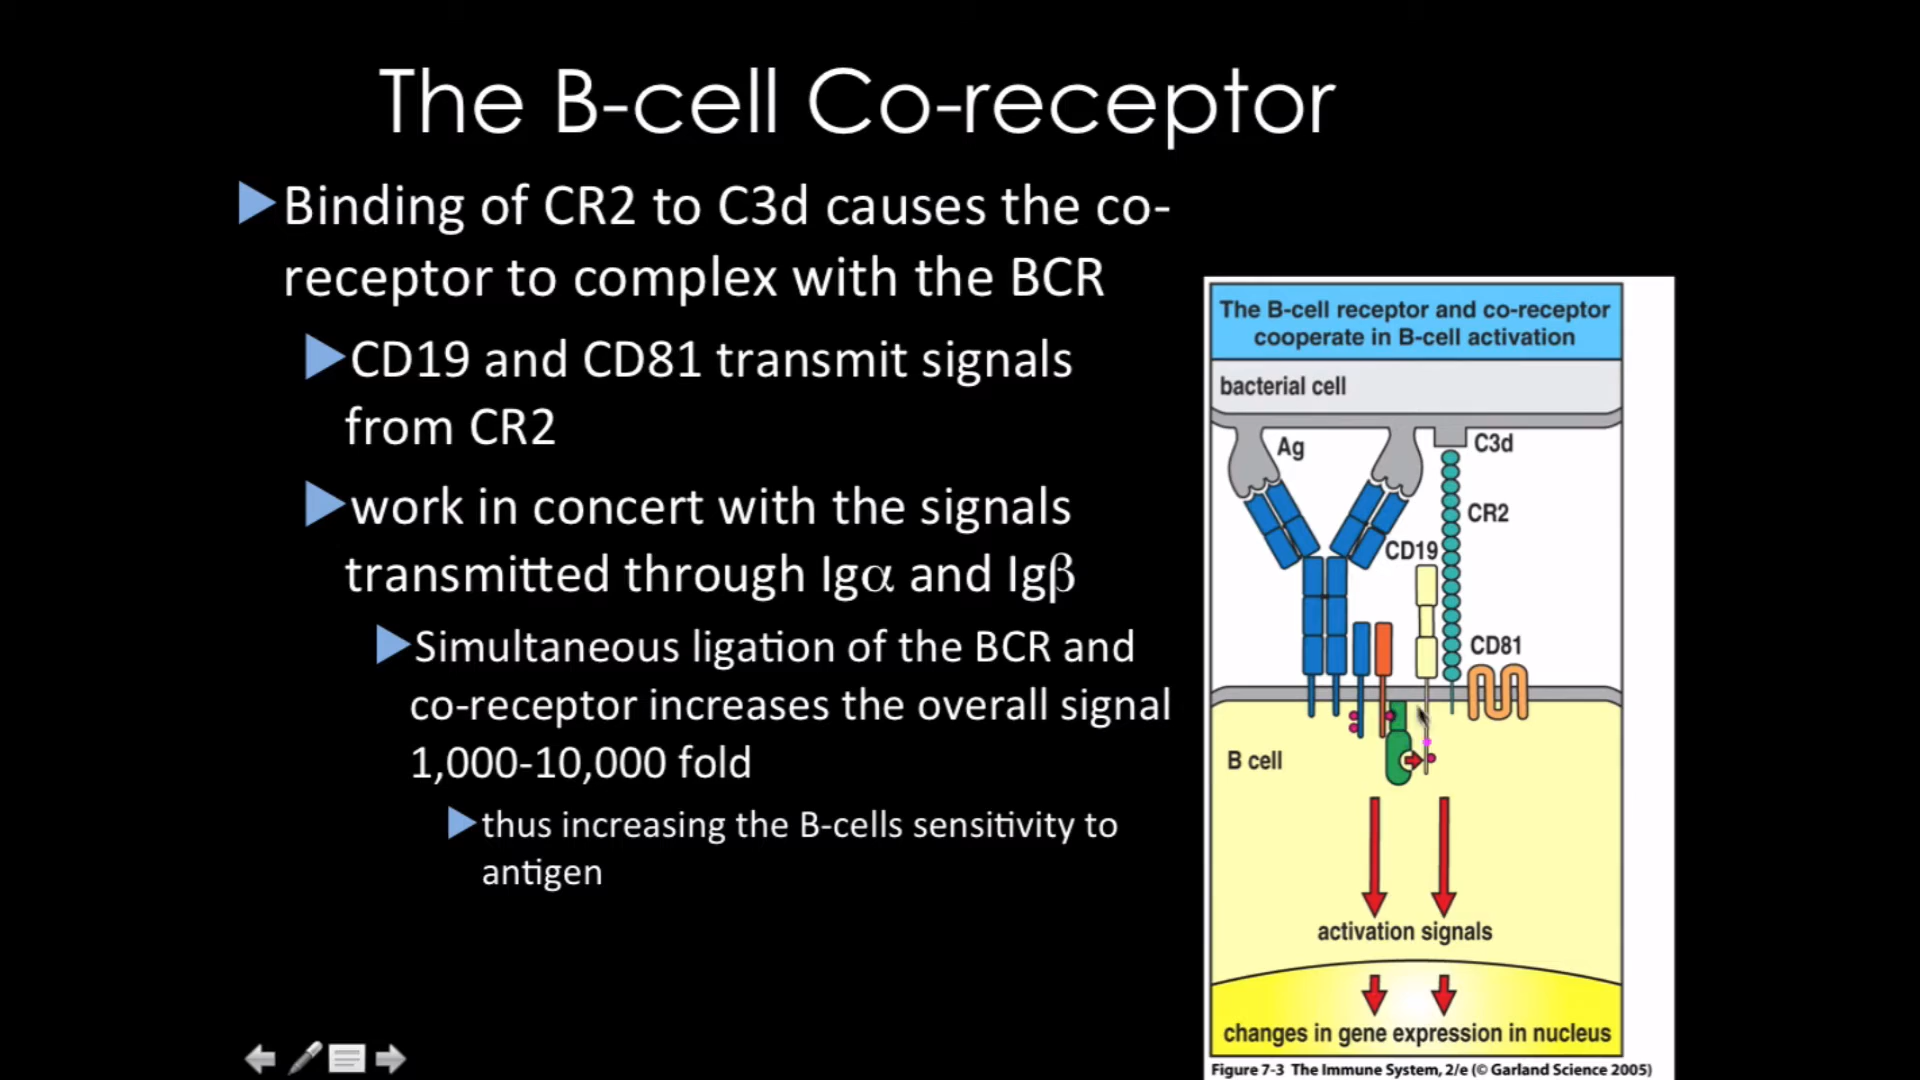 The B-cell Co-receptor
Binding of CR2 to C3d causes the co-
receptor to complex with the BCR
CD19 and CD81 transmit signals
from CR2
work in concert with the signals
transmitted through Igα and Igβ
Simultaneous ligation of the BCR and
co-receptor increases the overall signal
1,000-10,000 fold
thus increasing the B-cells sensitivity to
antigen
The B-cell receptor and co-receptor
cooperate in B-cell activation
bacterial cell
Ag
C3d
CR2
CD19
CD81
B cell
activation signals
changes in gene expression in nucleus
Figure 7-3 The Immune System, 2/e (© Garland Science 2005)